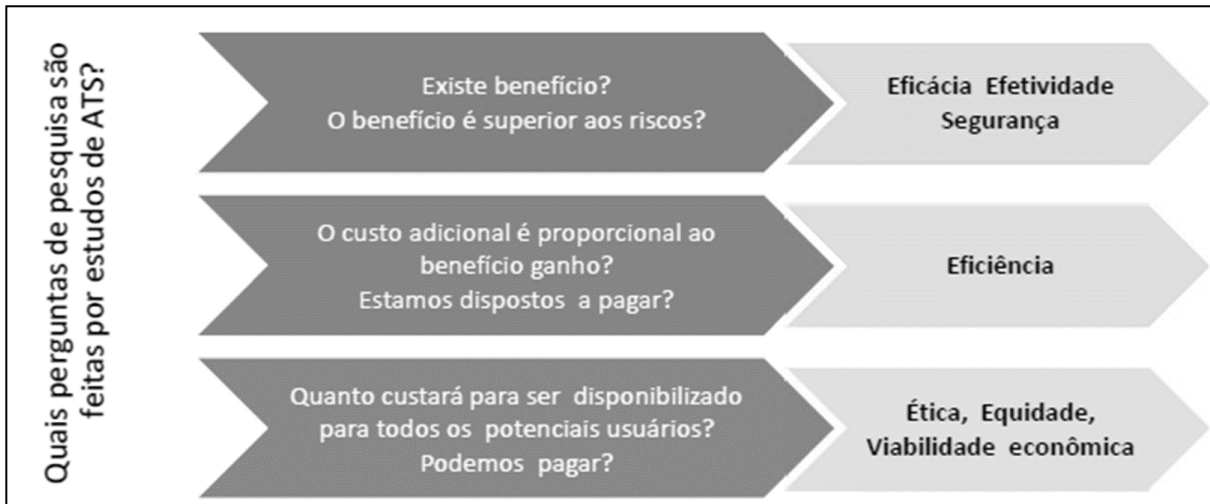 Quais perguntas de pesquisa são
feitas por estudos de ATS?
Existe benefício?
O benefício é superior aos riscos?
Eficácia Efetividade
Segurança
O custo adicional é proporcional ao
benefício ganho?
Estamos dispostos a pagar?
Eficiência
Quanto custará para ser disponibilizado
para todos os potenciais usuários?
Podemos pagar?
Ética, Equidade,
Viabilidade econômica